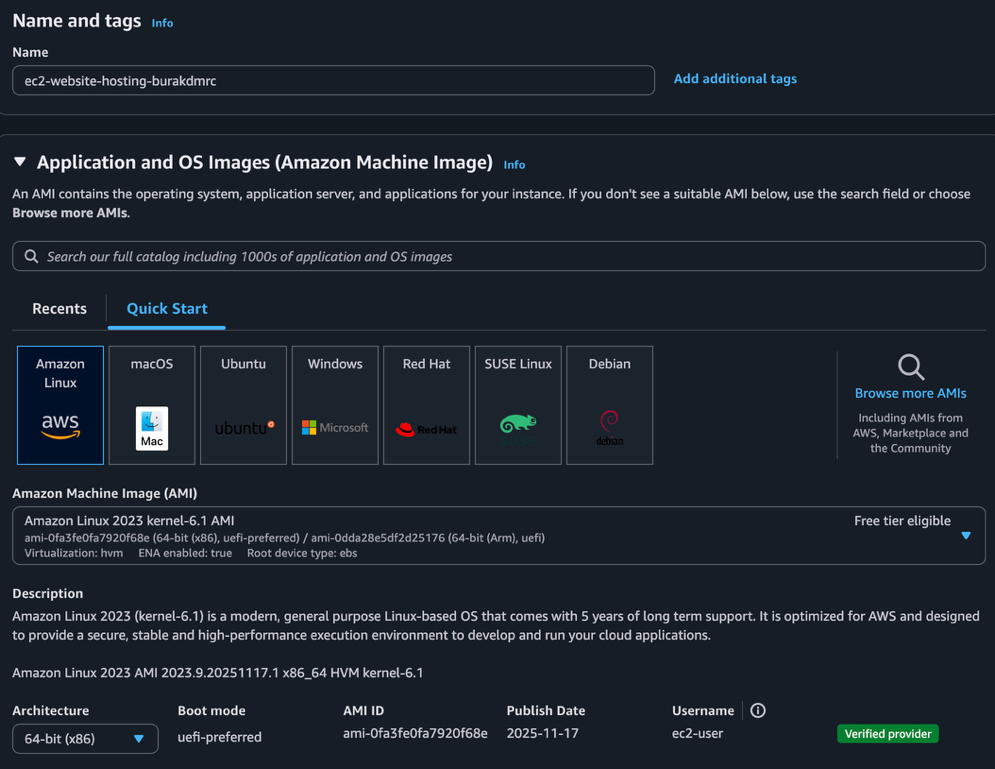 Name and tags Info
Name
ec2-website-hosting-burakdmrc
Add additional tags
Application and OS Images (Amazon Machine Image) Info
An AMI contains the operating system, application server, and applications for your instance. If you don't see a suitable AMI below, use the search field or choose
Browse more AMIs.
Search our full catalog including 1000s of application and OS images
Recents
Quick Start
Amazon
Linux
aws
macOS
Mac
Ubuntu
ubuntu
Windows
Microsoft
Red Hat
Red Hat
SUSE Linux
Debian
debian
Browse more AMIs
Including AMIs from
AWS, Marketplace and
the Community
Amazon Machine Image (AMI)
Amazon Linux 2023 kernel-6.1 AMI
Free tier eligible
ami-0fa3fe0fa7920f68e (64-bit (x86), uefi-preferred) / ami-0dda28e5df2d25176 (64-bit (Arm), uefi)
Virtualization: hvm ENA enabled: true Root device type: ebs
Description
Amazon Linux 2023 (kernel-6.1) is a modern, general purpose Linux-based OS that comes with 5 years of long term support. It is optimized for AWS and designed
to provide a secure, stable and high-performance execution environment to develop and run your cloud applications.
Amazon Linux 2023 AMI 2023.9.20251117.1 x86_64 HVM kernel-6.1
Architecture
64-bit (x86)
Boot mode
uefi-preferred
AMI ID
ami-0fa3fe0fa7920f68e
Publish Date
2025-11-17
Username
ec2-user
Verified provider